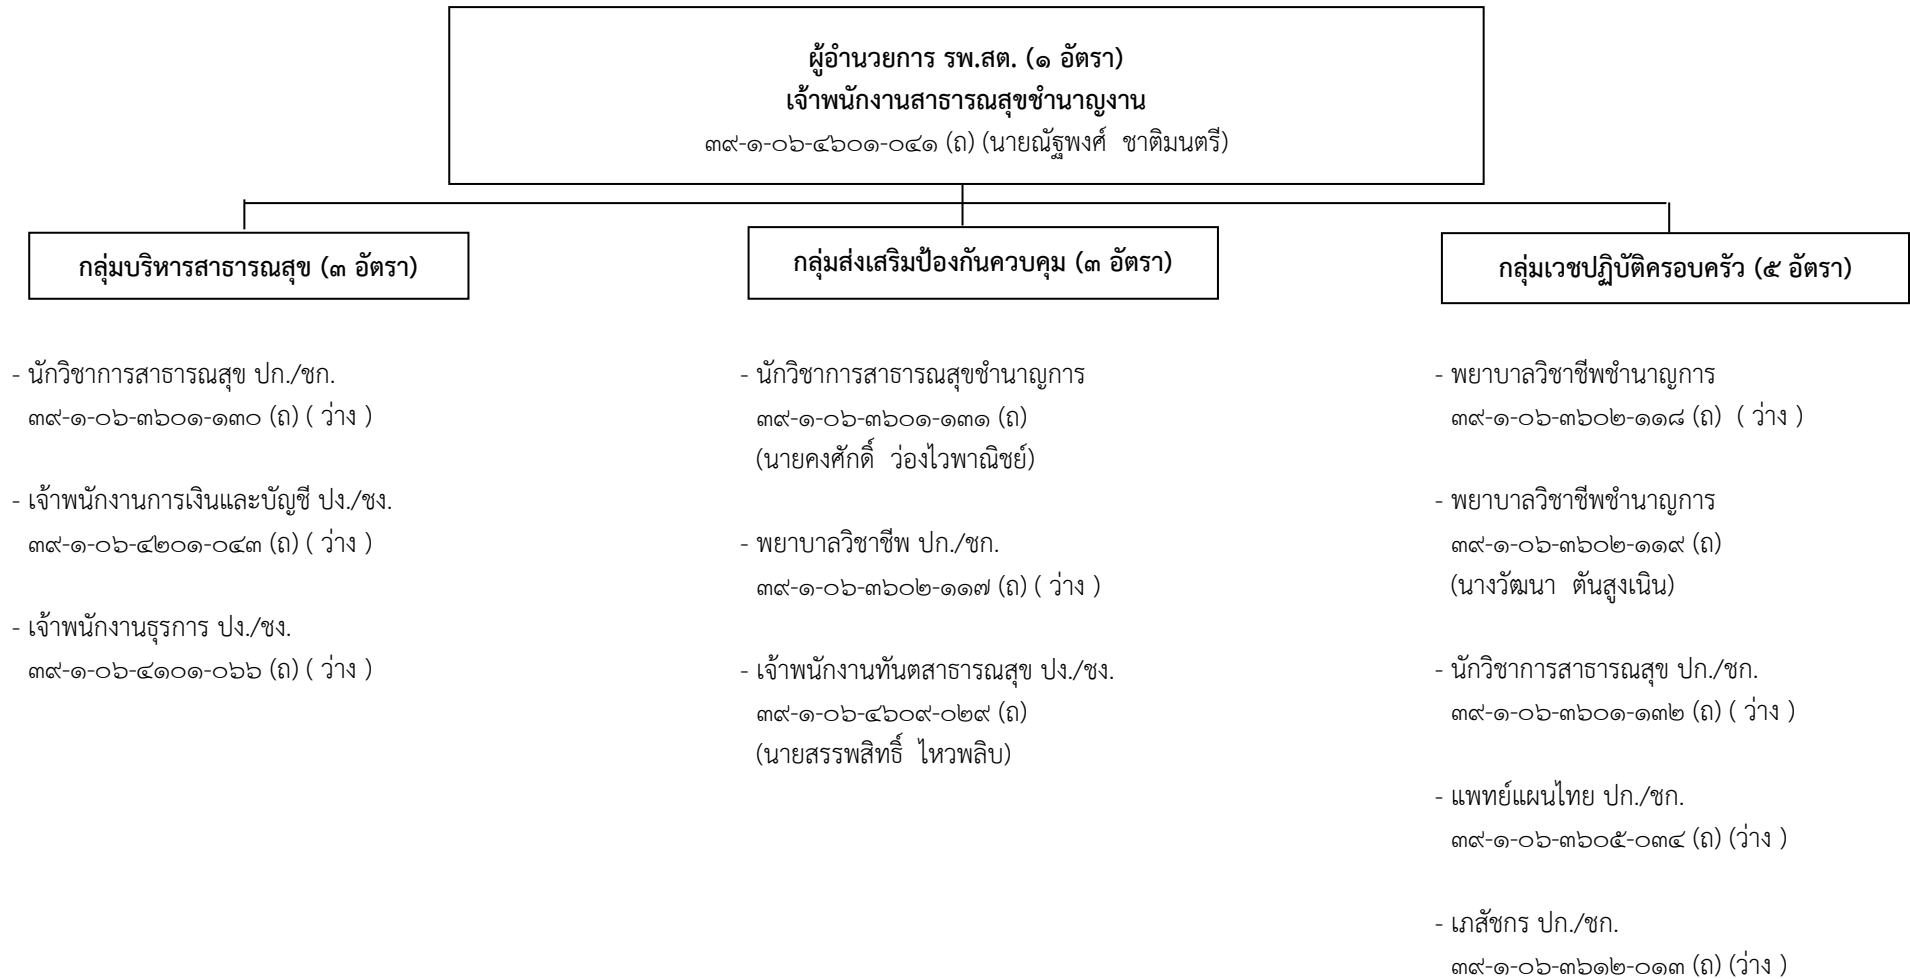 ผู้อำนวยการ รพ.สต. (๑ อัตรา)
เจ้าพนักงานสาธารณสุขชำนาญงาน
๓๙-๑-๐๖-๔๖๐๑-๐๔๑ (ถ) (นายณัฐพงศ์ ชาติมนตรี)
กลุ่มบริหารสาธารณสุข (๓ อัตรา)
- นักวิชาการสาธารณสุข ปก./ชก.
๓๙-๑-๐๖-๓๖๐๑-๑๓๐ (ถ) ( ว่าง )
- เจ้าพนักงานการเงินและบัญชี ปง./ชง.
๓๙-๑-๐๖-๔๒๐๑-๐๔๓ (ถ) ( ว่าง )
- เจ้าพนักงานธุรการ ปง./ชง.
๓๙-๑-๐๖-๔๑๐๑-๐๖๖ (ถ) ( ว่าง )
กลุ่มส่งเสริมป้องกันควบคุม (๓ อัตรา)
- นักวิชาการสาธารณสุขชำนาญการ
๓๙-๑-๐๖-๓๖๐๑-๑๓๑ (ถ)
(นายคงศักดิ์ ว่องไวพาณิชย์)
- พยาบาลวิชาชีพ ปก./ชก.
๓๙-๑-๐๖-๓๖๐๒-๑๑๗ (ถ) ( ว่าง )
- เจ้าพนักงานทันตสาธารณสุข ปง./ชง.
๓๙-๑-๐๖-๔๖๐๙-๐๒๙ (ถ)
(นายสรรพสิทธิ์ ไหวพลิบ)
กลุ่มเวชปฏิบัติครอบครัว (๕ อัตรา)
- พยาบาลวิชาชีพชำนาญการ
๓๙-๑-๐๖-๓๖๐๒-๑๑๘ (ถ) ( ว่าง )
- พยาบาลวิชาชีพชำนาญการ
๓๙-๑-๐๖-๓๖๐๒-๑๑๙ (ถ)
(นางวัฒนา ตันสูงเนิน)
- นักวิชาการสาธารณสุข ปก./ชก.
๓๙-๑-๐๖-๓๖๐๑-๑๓๒ (ถ) ( ว่าง )
- แพทย์แผนไทย ปก./ชก.
๓๙-๑-๐๖-๓๖๐๕-๐๓๔ (ถ) (ว่าง )
- เภสัชกร ปก./ชก.
๓๙-๑-๐๖-๓๖๑๒-๐๑๓ (ถ) (ว่าง )